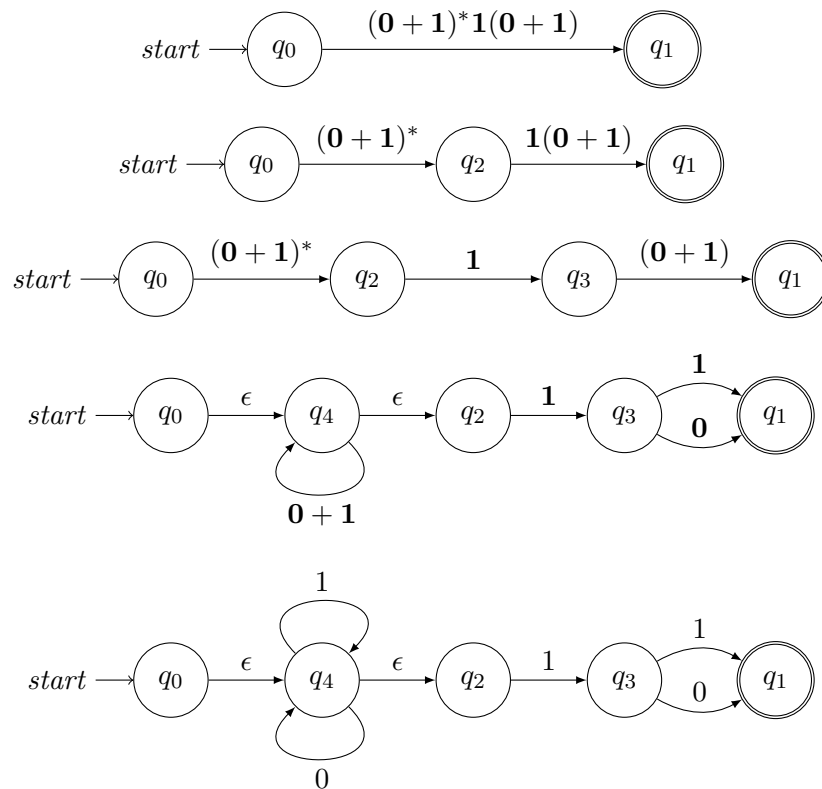 (0 + 1)*1(0 + 1)
start q0 q1
(0 + 1)* 1(0 + 1)
start q0 q2 q1
(0 + 1)* 1 (0 + 1)
start q0 q2 q3 q1
1
ϵ ϵ 1
start q0 q4 q2 q3 q1
0
0 + 1
1
1
ϵ ϵ 1
start q0 q4 q2 q3 q1
0
0